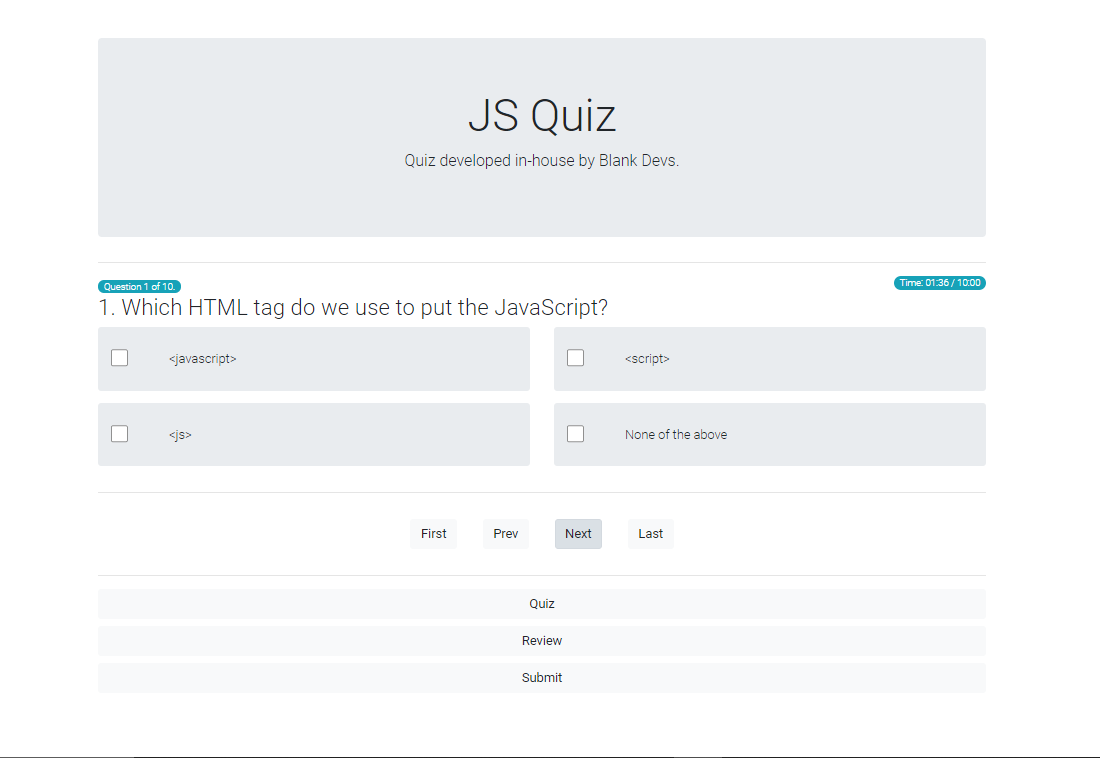 JS Quiz
Quiz developed in-house by Blank Devs.
Question 1 of 10.
Time: 01:36 / 10:00
1. Which HTML tag do we use to put the JavaScript?
<javascript>
<script>
<js>
None of the above
First
Prev
Next
Last
Quiz
Review
Submit